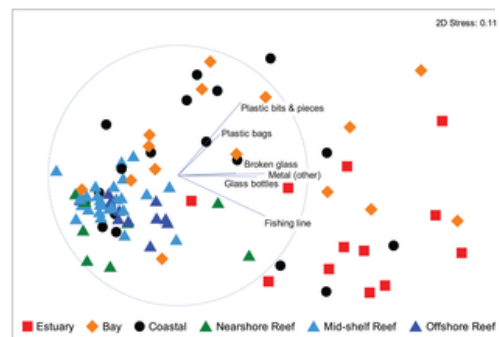 2D Stress: 0.11
Plastic bits & pieces
Plastic bags
Broken glass
Metal (other)
Glass bottles
Fishing line
Estuary Bay Coastal Nearshore Reef Mid-shelf Reef Offshore Reef